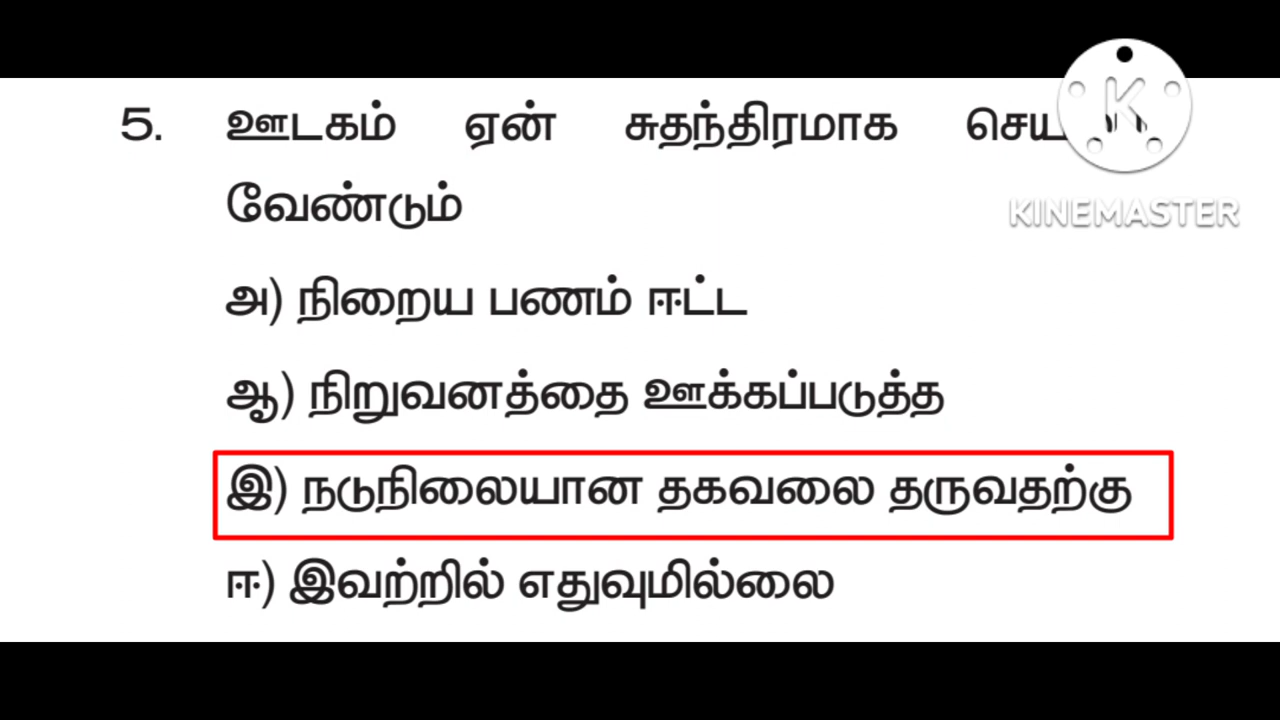 5. ஊடகம் ஏன் சுதந்திரமாக
வேண்டும்
KINEMASTER
அ) நிறைய பணம் ஈட்ட
ஆ) நிறுவனத்தை ஊக்கப்படுத்த
இ) நடுநிலையான தகவலை தருவதற்கு
ஈ) இவற்றில் எதுவுமில்லை